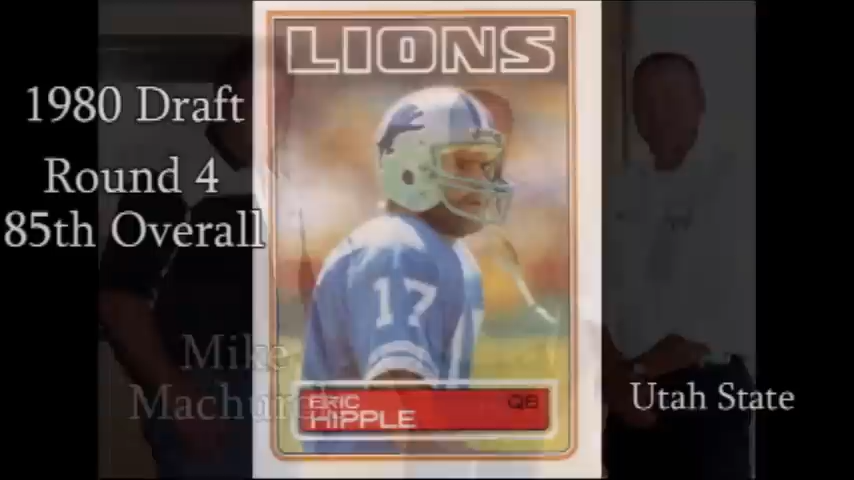 LIONS
1980 Draft
Round 4
85th Overall
17
Mike
ERIC
QB
HIPPLE
Utah State